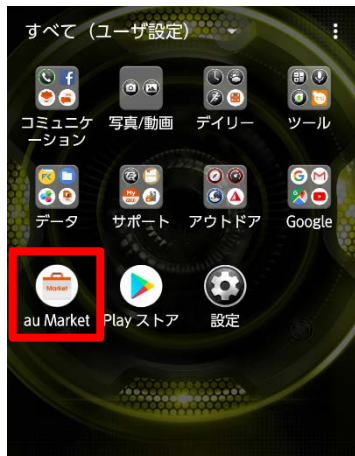 すべて（ユーザ設定）
コミュニケ
ーション
写真/動画
デイリー
ツール
データ
サポート
アウトドア
Google
Market
au Market
Play ストア
設定